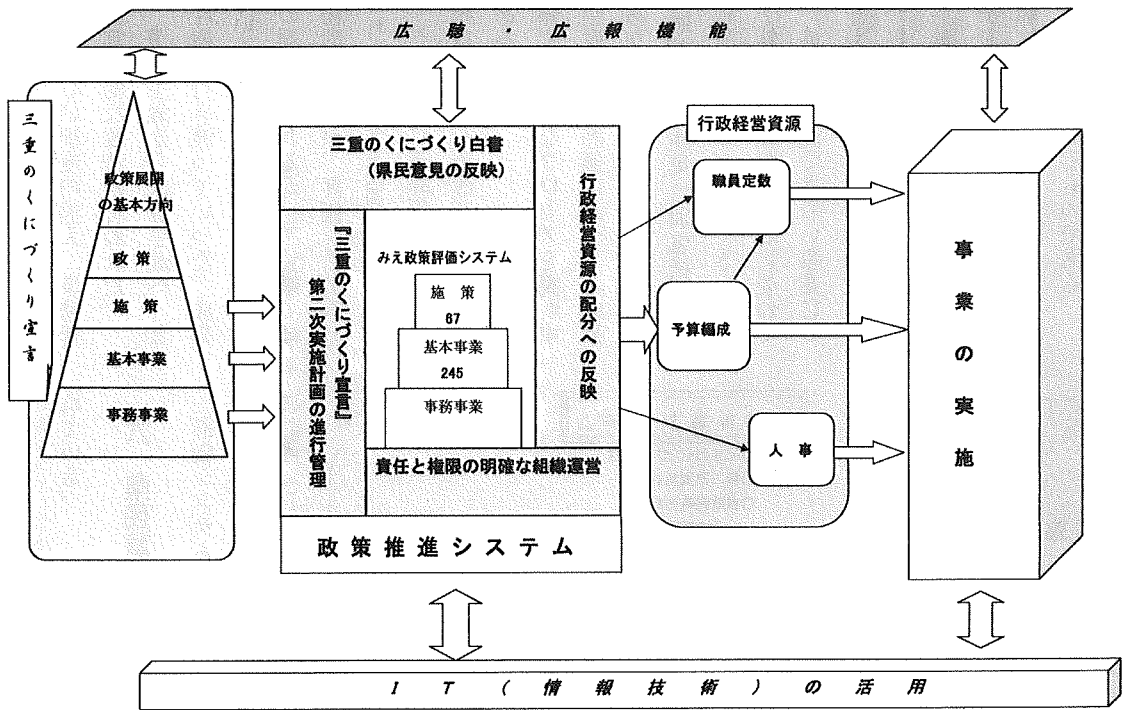 広聴・広報機能
三重のくにづくり宣言
政策展開
の基本方向
政策
施策
基本事業
事務事業
三重のくにづくり白書
(県民意見の反映)
『三重のくにづくり宣言』
第二次実施計画の進行管理
みえ政策評価システム
施策
67
基本事業
245
事務事業
行政経営資源の配分への反映
責任と権限の明確な組織運営
政策推進システム
行政経営資源
職員定数
予算編成
人事
事業の実施
IT(情報技術)の活用